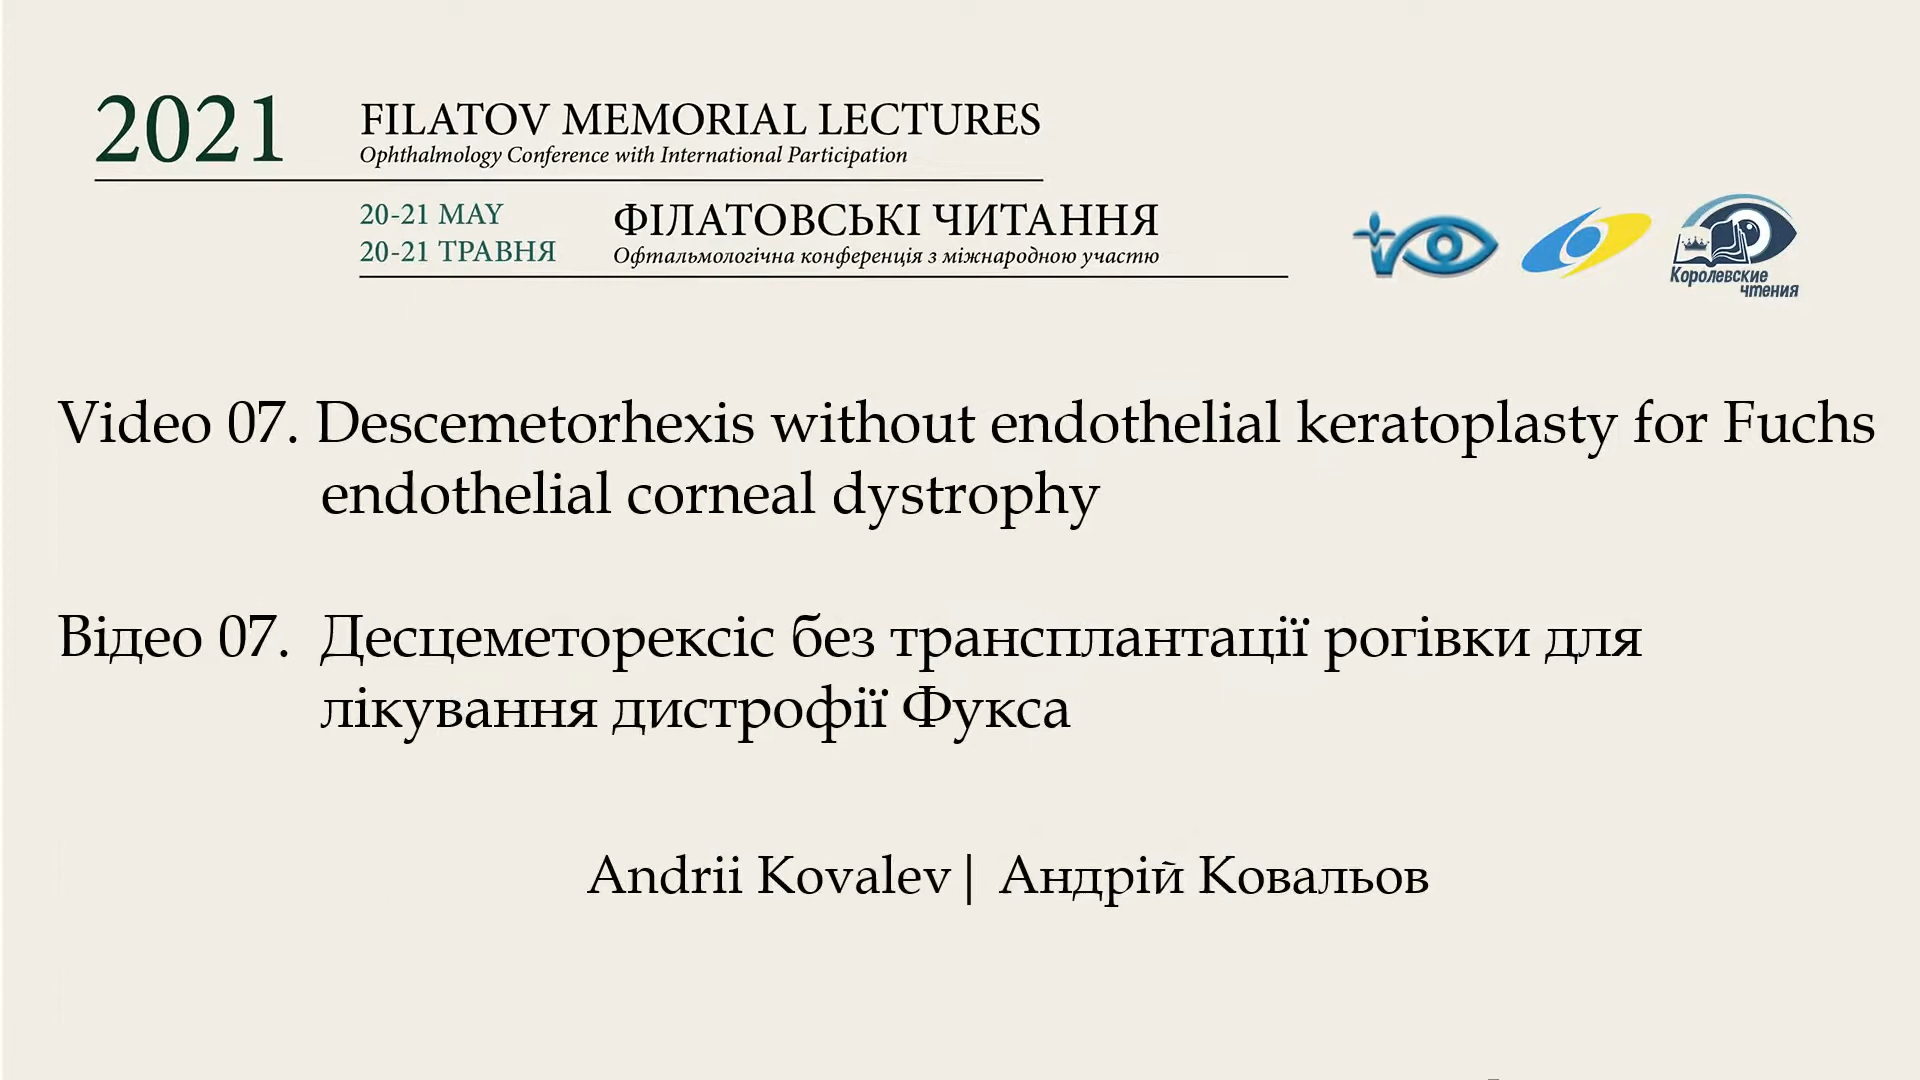 2021
FILATOV MEMORIAL LECTURES
Ophthalmology Conference with International Participation
20-21 MAY
20-21 ТРАВНЯ
ФІЛАТОВСЬКІ ЧИТАННЯ
Офтальмологічна конференція з міжнародною участю
Королевские
чтения
Video 07. Descemetorhexis without endothelial keratoplasty for Fuchs
endothelial corneal dystrophy
Відео 07. Десцеметорексіс без трансплантації рогівки для
лікування дистрофії Фукса
Andrii Kovalev | Андрій Ковальов